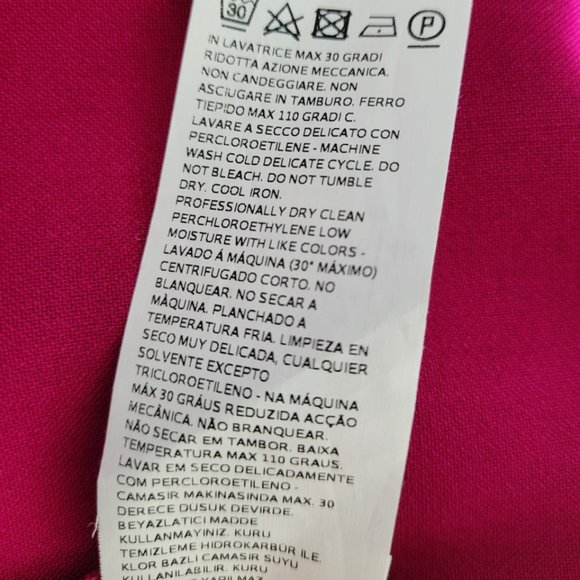 30 P
IN LAVATRICE MAX 30 GRADI
RIDOTTA AZIONE MECCANICA.
NON CANDEGGIARE. NON
ASCIUGARE IN TAMBURO. FERRO
TIEPIDO MAX 110 GRADI C.
LAVARE A SECCO DELICATO CON
PERCLOROETILENE - MACHINE
WASH COLD DELICATE CYCLE. DO
NOT BLEACH. DO NOT TUMBLE
DRY. COOL IRON.
PROFESSIONALLY DRY CLEAN
PERCHLOROETHYLENE LOW
MOISTURE WITH LIKE COLORS -
LAVADO Á MÁQUINA (30° MÁXIMO)
CENTRIFUGADO CORTO. NO
BLANQUEAR. NO SECAR A
MÀQUINA. PLANCHADO A
TEMPERATURA FRIA. LIMPIEZA EN
SECO MUY DELICADA, CUALQUIER
SOLVENTE EXCEPTO
TRICLOROETILENO - NA MÁQUINA
MÁX 30 GRÁUS REDUZIDA ACÇÃO
MECÂNICA. NÃO BRANQUEAR.
NÃO SECAR EM TAMBOR. BAIXA
TEMPERATURA MAX 110 GRAUS.
LAVAR EM SECO DELICADAMENTE
COM PERCLOROETILENO -
CAMASIR MAKINASINDA MAX. 30
DERECE DUSUK DEVIRDE.
BEYAZLATICI MADDE
KULLANMAYINIZ. KURU
TEMIZLEME HIDROKARBÜR ILE.
KLOR BAZLI CAMASIR SUYU
KULLANILABILIR. KURU